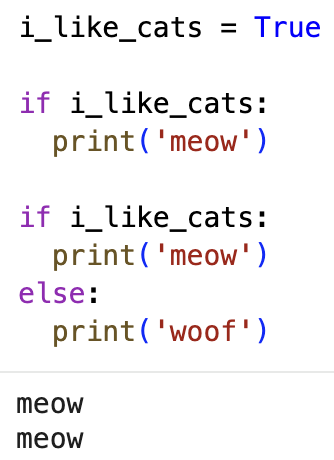 i_like_cats = True
if i_like_cats:
  print('meow')
if i_like_cats:
  print('meow')
else:
  print('woof')
meow
meow